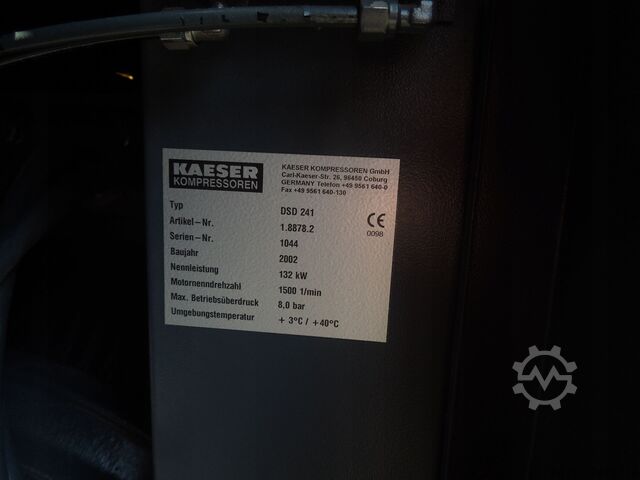 KAESER
KOMPRESSOREN
KAESER KOMPRESSOREN GmbH
Carl-Kaeser-Str. 26, 96450 Coburg
GERMANY Telefon +49 9561 640-0
Fax +49 9561 640-130
Typ DSD 241
Artikel-Nr. 1.8878.2
Serien-Nr. 1044
Baujahr 2002
Nennleistung 132 kW
Motornenndrehzahl 1500 1/min
Max. Betriebsüberdruck 8,0 bar
Umgebungstemperatur + 3°C / +40°C
CE
0098